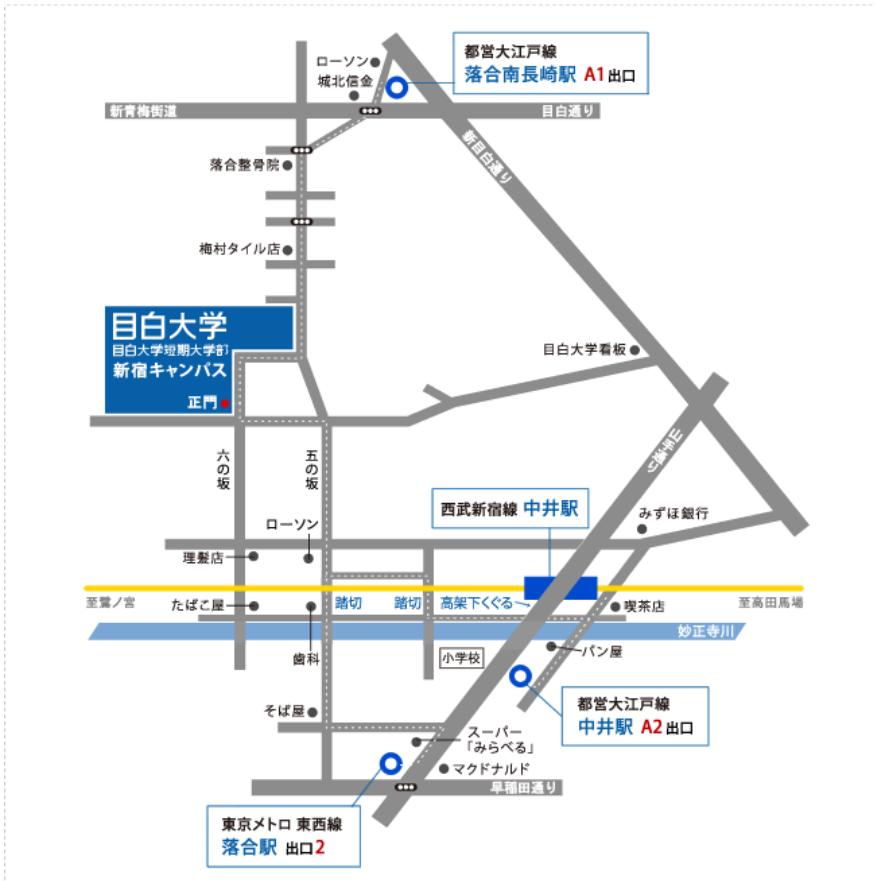 都営大江戸線
落合南長崎駅 A1出口
ローソン
城北信金
新青梅街道
目白通り
新目白通り
落合整骨院
梅村タイル店
目白大学
目白大学短期大学部
新宿キャンパス
正門
目白大学看板
山手通り
六の坂
五の坂
西武新宿線 中井駅
みずほ銀行
ローソン
理髪店
至鷺ノ宮
たばこ屋
踏切
踏切
高架下くぐる
喫茶店
至高田馬場
妙正寺川
歯科
小学校
パン屋
都営大江戸線
中井駅 A2出口
そば屋
スーパー
「みらべる」
マクドナルド
早稲田通り
東京メトロ 東西線
落合駅 出口2